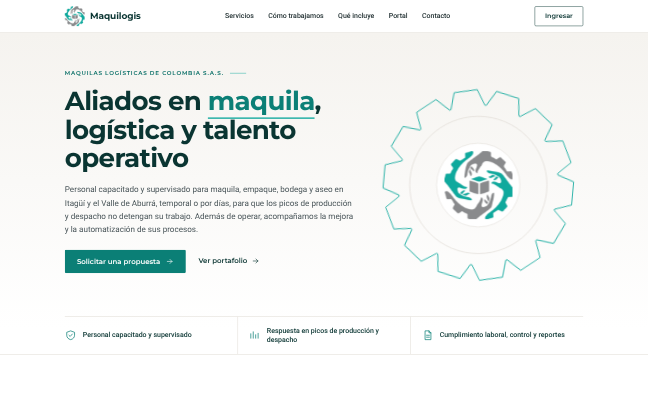 Maquilogis
Servicios
Cómo trabajamos
Qué incluye
Portal
Contacto
Ingresar
MAQUILAS LOGÍSTICAS DE COLOMBIA S.A.S.
Aliados en maquila,
logística y talento
operativo
Personal capacitado y supervisado para maquila, empaque, bodega y aseo en
Itagüí y el Valle de Aburrá, temporal o por días, para que los picos de producción
y despacho no detengan su trabajo. Además de operar, acompañamos la mejora
y la automatización de sus procesos.
Solicitar una propuesta →
Ver portafolio →
Personal capacitado y supervisado
Respuesta en picos de producción y
despacho
Cumplimiento laboral, control y reportes